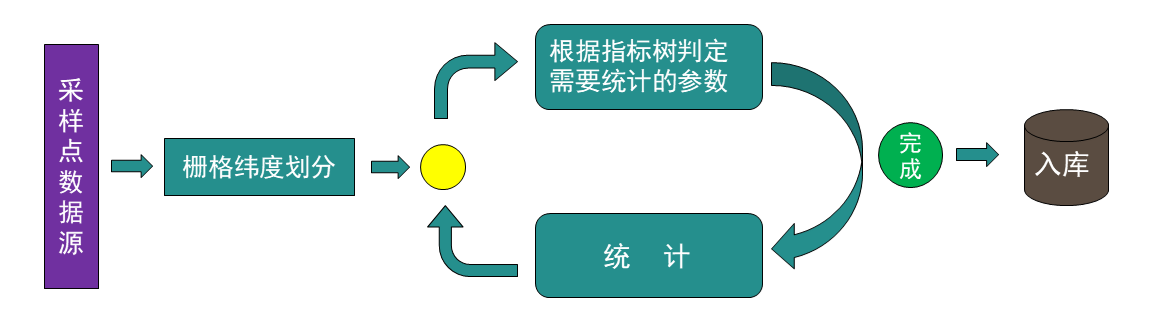 采样点数据源
栅格纬度划分
根据指标树判定
需要统计的参数
统 计
完成
入库